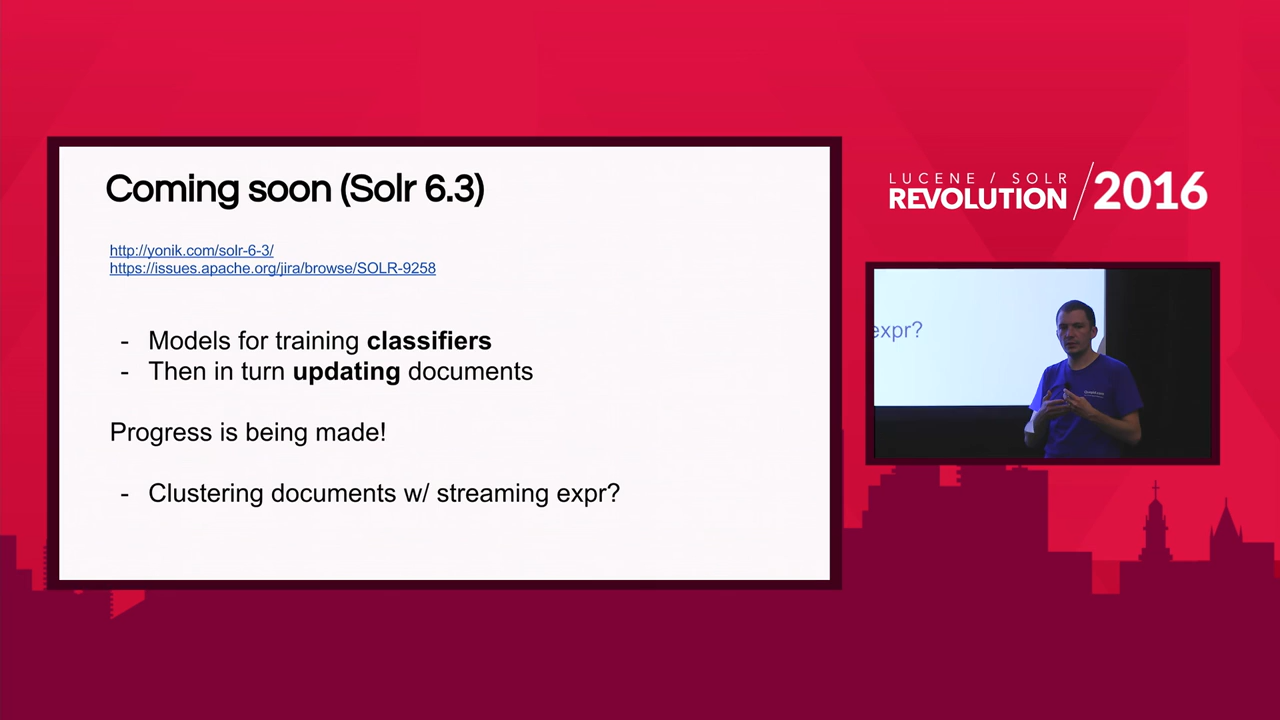 Coming soon (Solr 6.3)
http://yonik.com/solr-6-3/
https://issues.apache.org/jira/browse/SOLR-9258
- Models for training classifiers
- Then in turn updating documents
Progress is being made!
- Clustering documents w/ streaming expr?
LUCENE / SOLR
REVOLUTION /2016
expr?